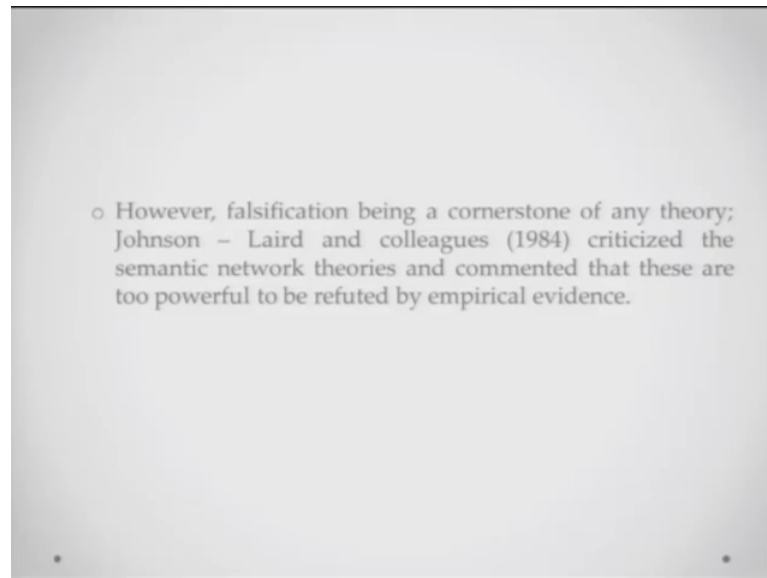 However, falsification being a cornerstone of any theory;
Johnson – Laird and colleagues (1984) criticized the
semantic network theories and commented that these are
too powerful to be refuted by empirical evidence.